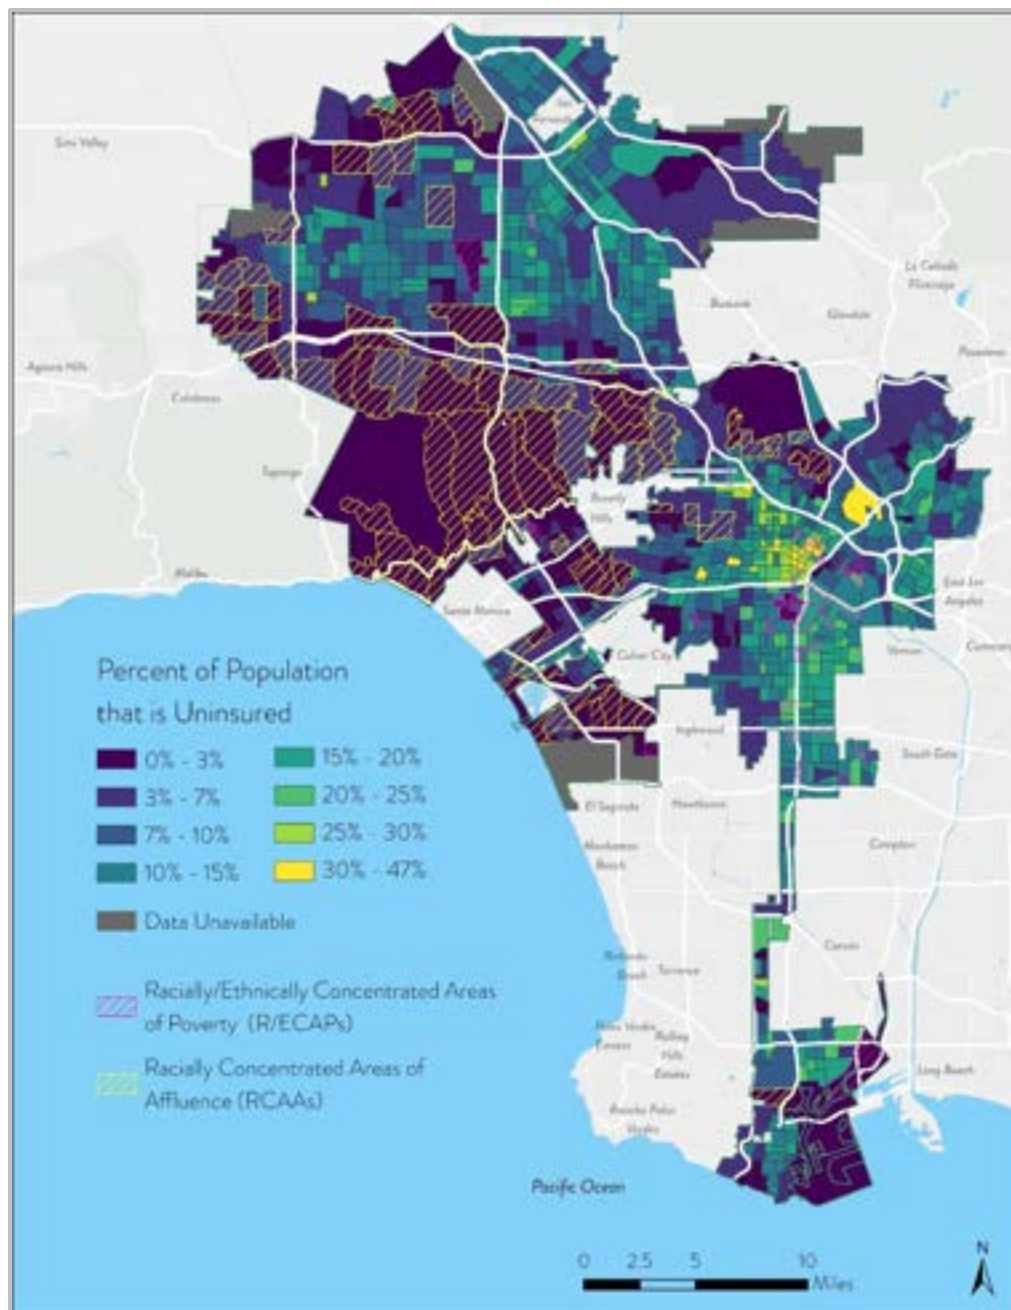 San
Fernando
Simi Valley
La Cañada
Flintridge
Burbank
Glendale
Pasadena
Agoura Hills
Calabasas
Topanga
Beverly
Hills
Malibu
East Los
Angeles
Santa Monica
Culver City
Vernon
Commerce
Percent of Population
that is Uninsured
0% - 3%
3% - 7%
7% - 10%
10% - 15%
15% - 20%
20% - 25%
25% - 30%
30% - 47%
Data Unavailable
Inglewood
South Gate
El Segundo
Hawthorne
Manhattan
Beach
Compton
Carson
Redondo
Beach
Torrance
Racially/Ethnically Concentrated Areas
of Poverty (R/ECAPs)
Palos Verdes
Estates
Rolling
Hills
Estates
Racially Concentrated Areas of
Affluence (RCAAs)
Long Beach
Rancho Palos
Verdes
Pacific Ocean
N
0 2.5 5 10
Miles